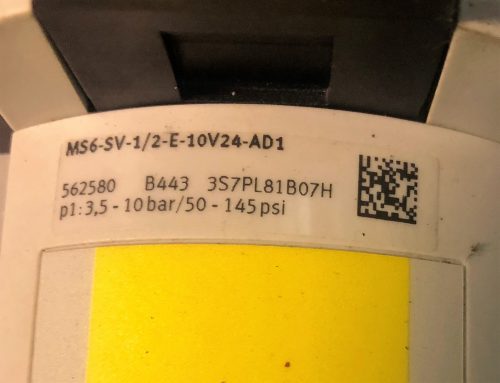 MS6-SV-1/2-E-10V24-AD1
562580 B443 3S7PL81B07H
p1:3,5 - 10 bar/50 - 145 psi